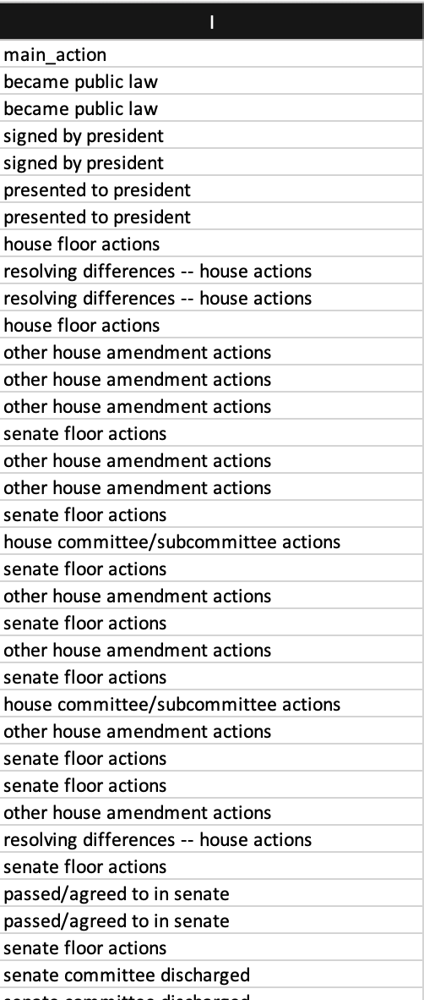 I
main_action
became public law
became public law
signed by president
signed by president
presented to president
presented to president
house floor actions
resolving differences -- house actions
resolving differences -- house actions
house floor actions
other house amendment actions
other house amendment actions
other house amendment actions
senate floor actions
other house amendment actions
other house amendment actions
senate floor actions
house committee/subcommittee actions
senate floor actions
other house amendment actions
senate floor actions
other house amendment actions
senate floor actions
house committee/subcommittee actions
other house amendment actions
senate floor actions
senate floor actions
other house amendment actions
resolving differences -- house actions
senate floor actions
passed/agreed to in senate
passed/agreed to in senate
senate floor actions
senate committee discharged
senate committee discharged